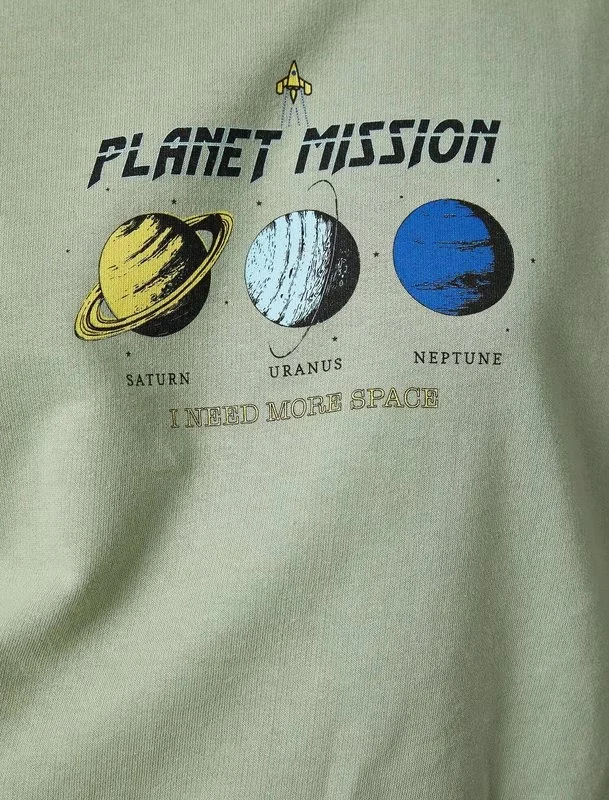 PLANET MISSION
SATURN
URANUS
NEPTUNE
I NEED MORE SPACE